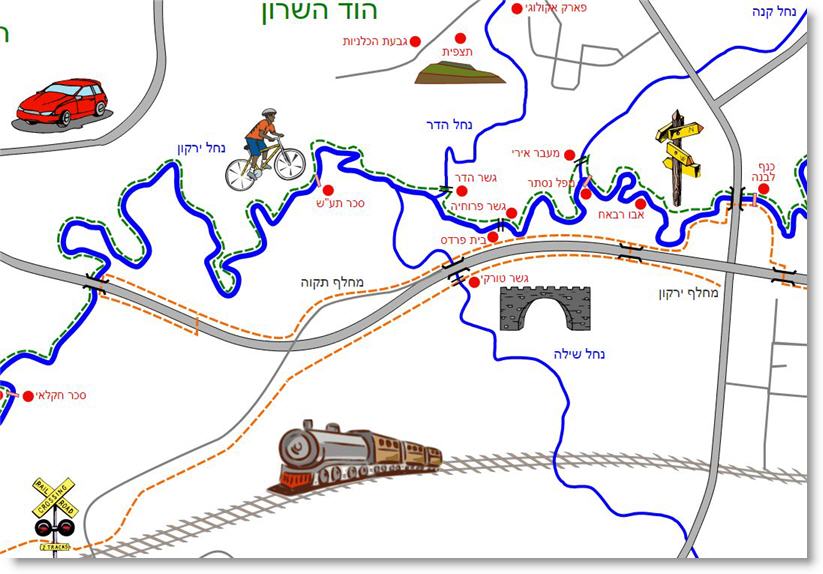 הוד השרון
פארק אקולוגי
נחל קנה
גבעת הכלניות
תצפית
נחל הדר
נחל ירקון
מעבר אירי
כנף
לבנה
גשר הדר
מפל נסתר
סכר תע"ש
גשר פרוחיה
אבו רבאח
בית פרדס
מחלף תקוה
גשר טורקי
מחלף ירקון
נחל שילה
סכר חקלאי
RAIL CROSSING ROAD
2 TRACKS